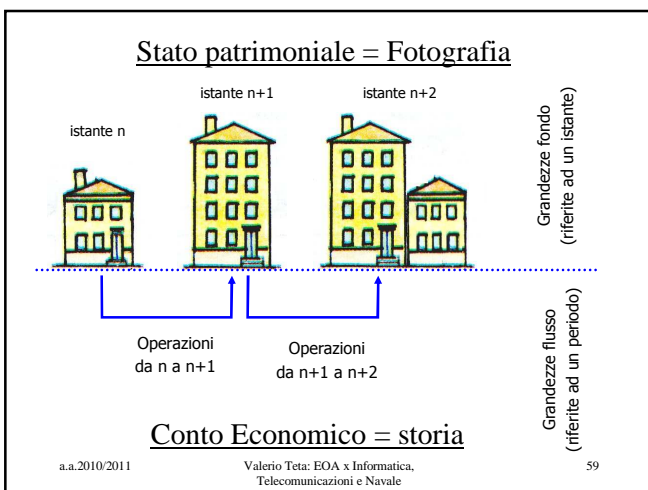 Stato patrimoniale = Fotografia
istante n
istante n+1
istante n+2
Grandezze fondo
(riferite ad un istante)
Operazioni
da n a n+1
Operazioni
da n+1 a n+2
Grandezze flusso
(riferite ad un periodo)
Conto Economico = storia
a.a.2010/2011
Valerio Teta: EOA x Informatica,
Telecomunicazioni e Navale
59